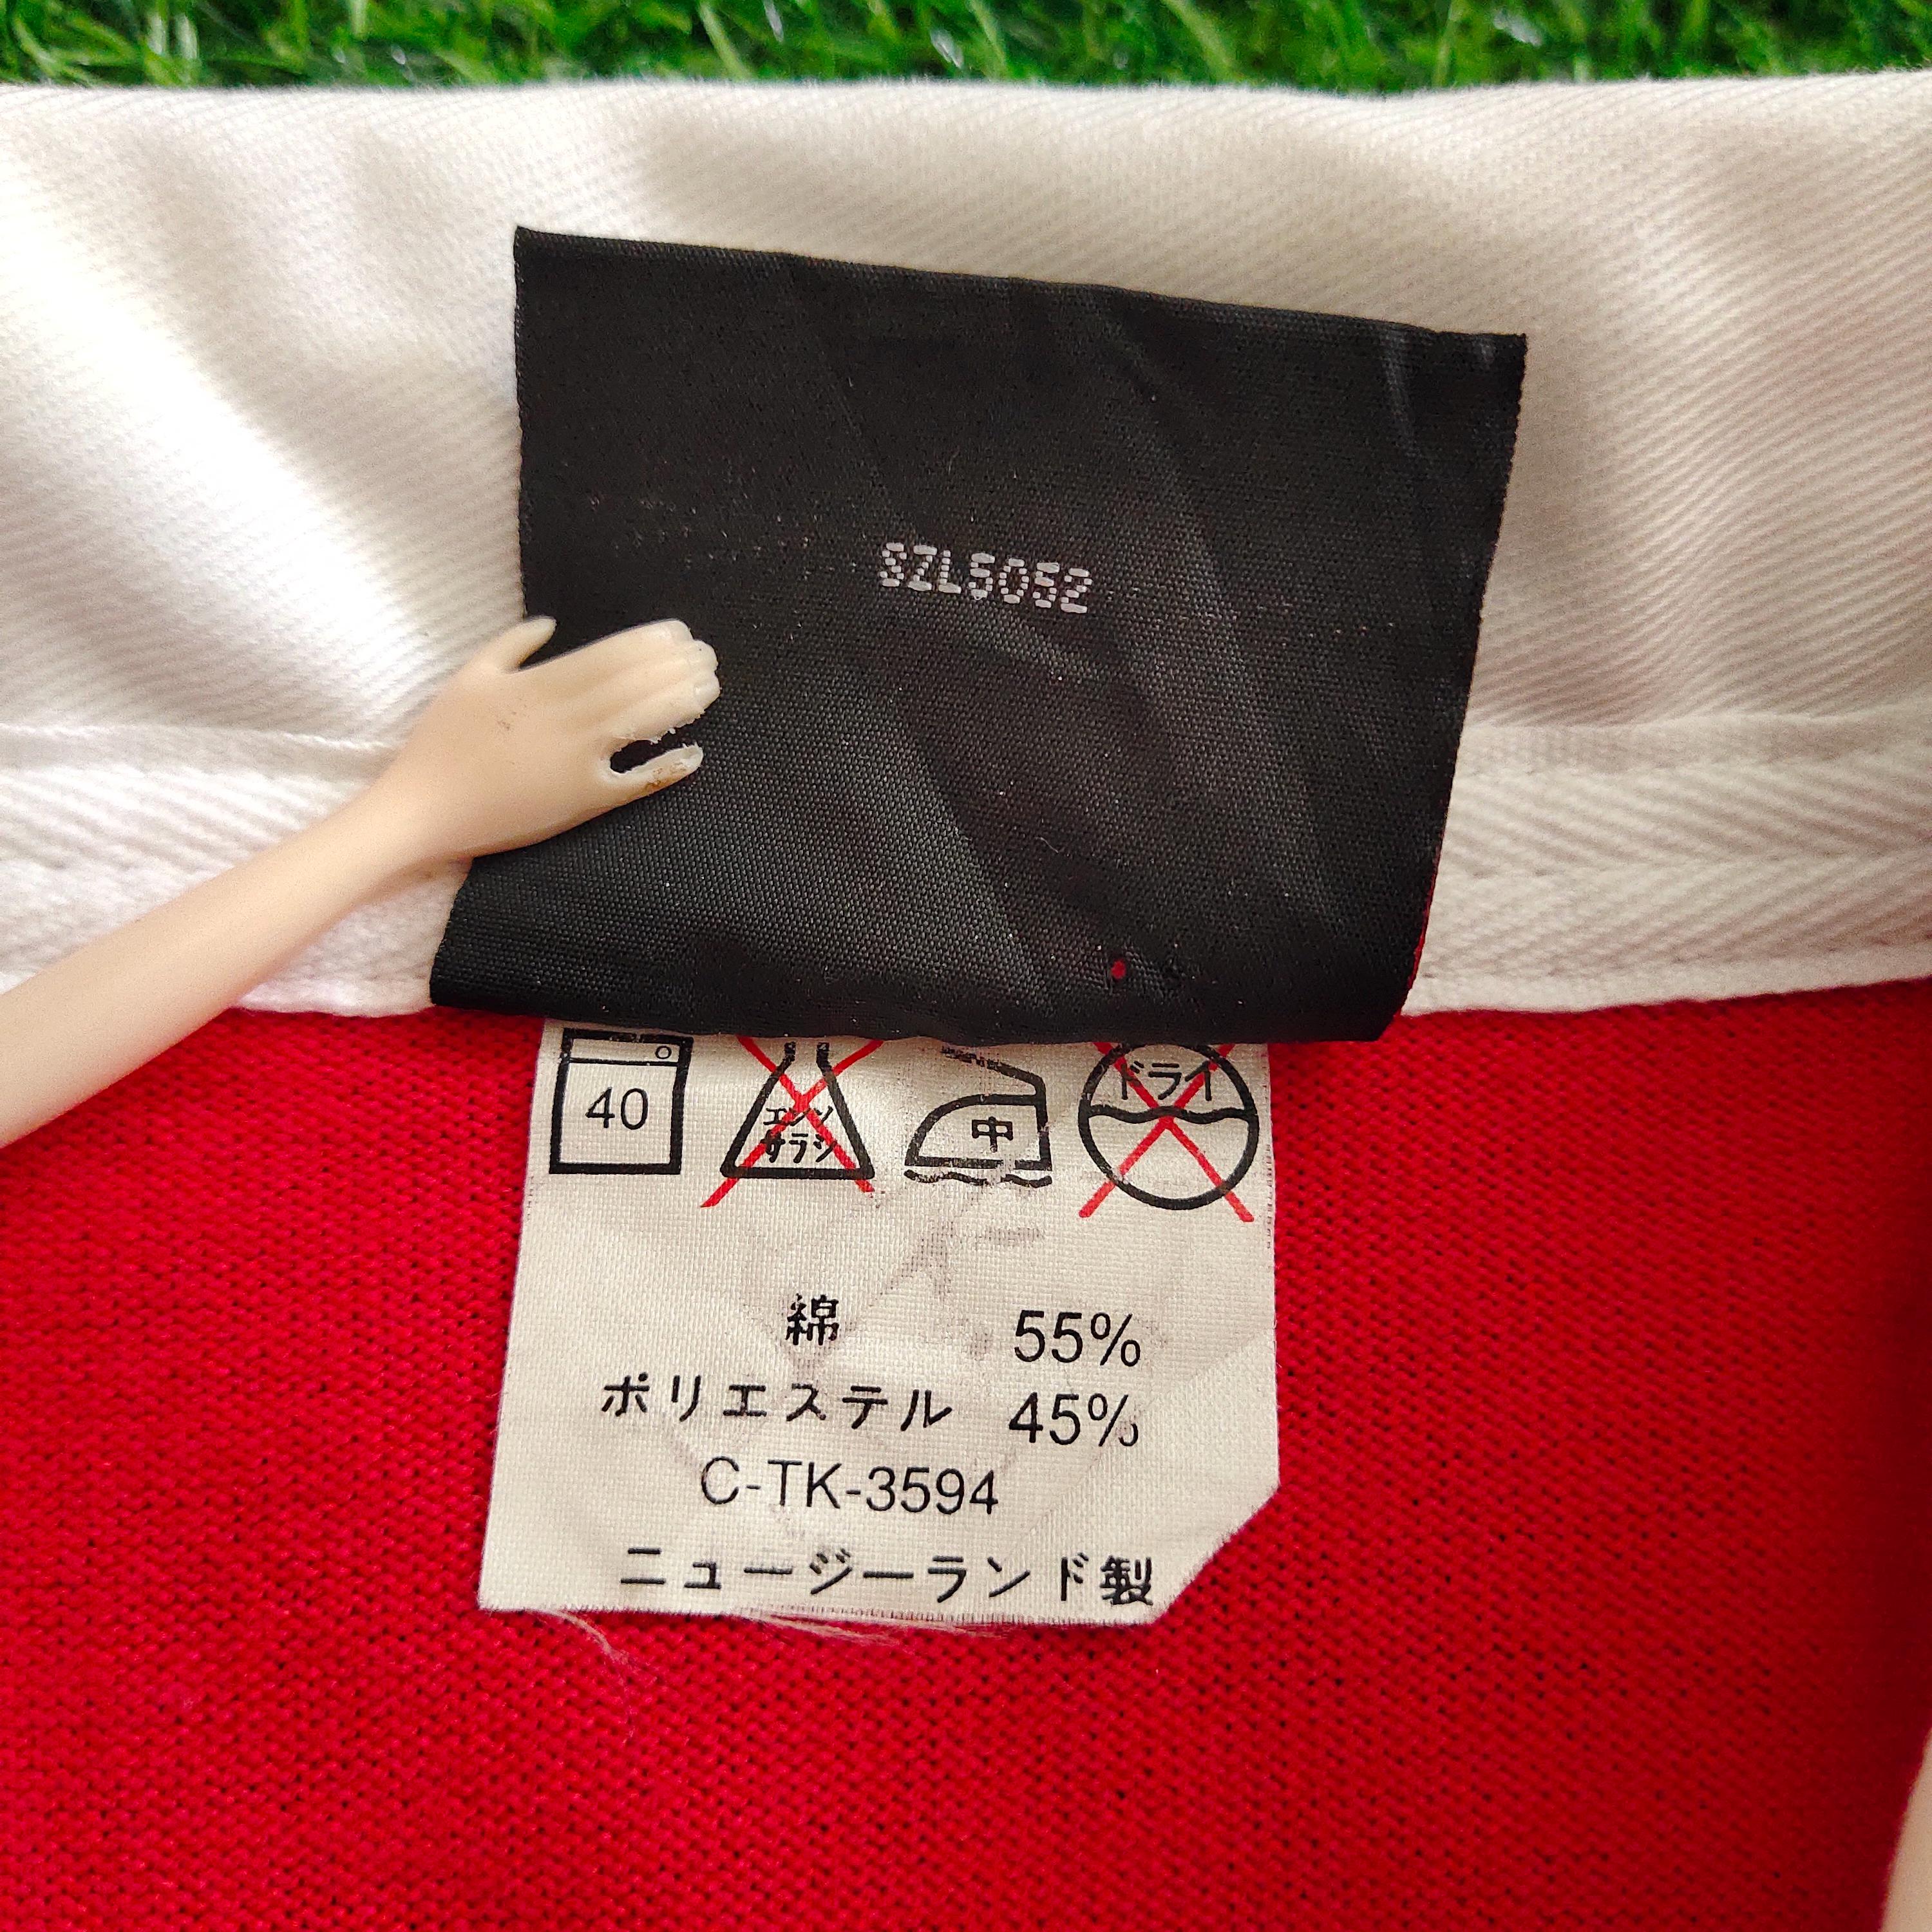 SZL5052
40
エンソ
サラシ
中
ドライ
綿 55%
ポリエステル 45%
C-TK-3594
ニュージーランド製